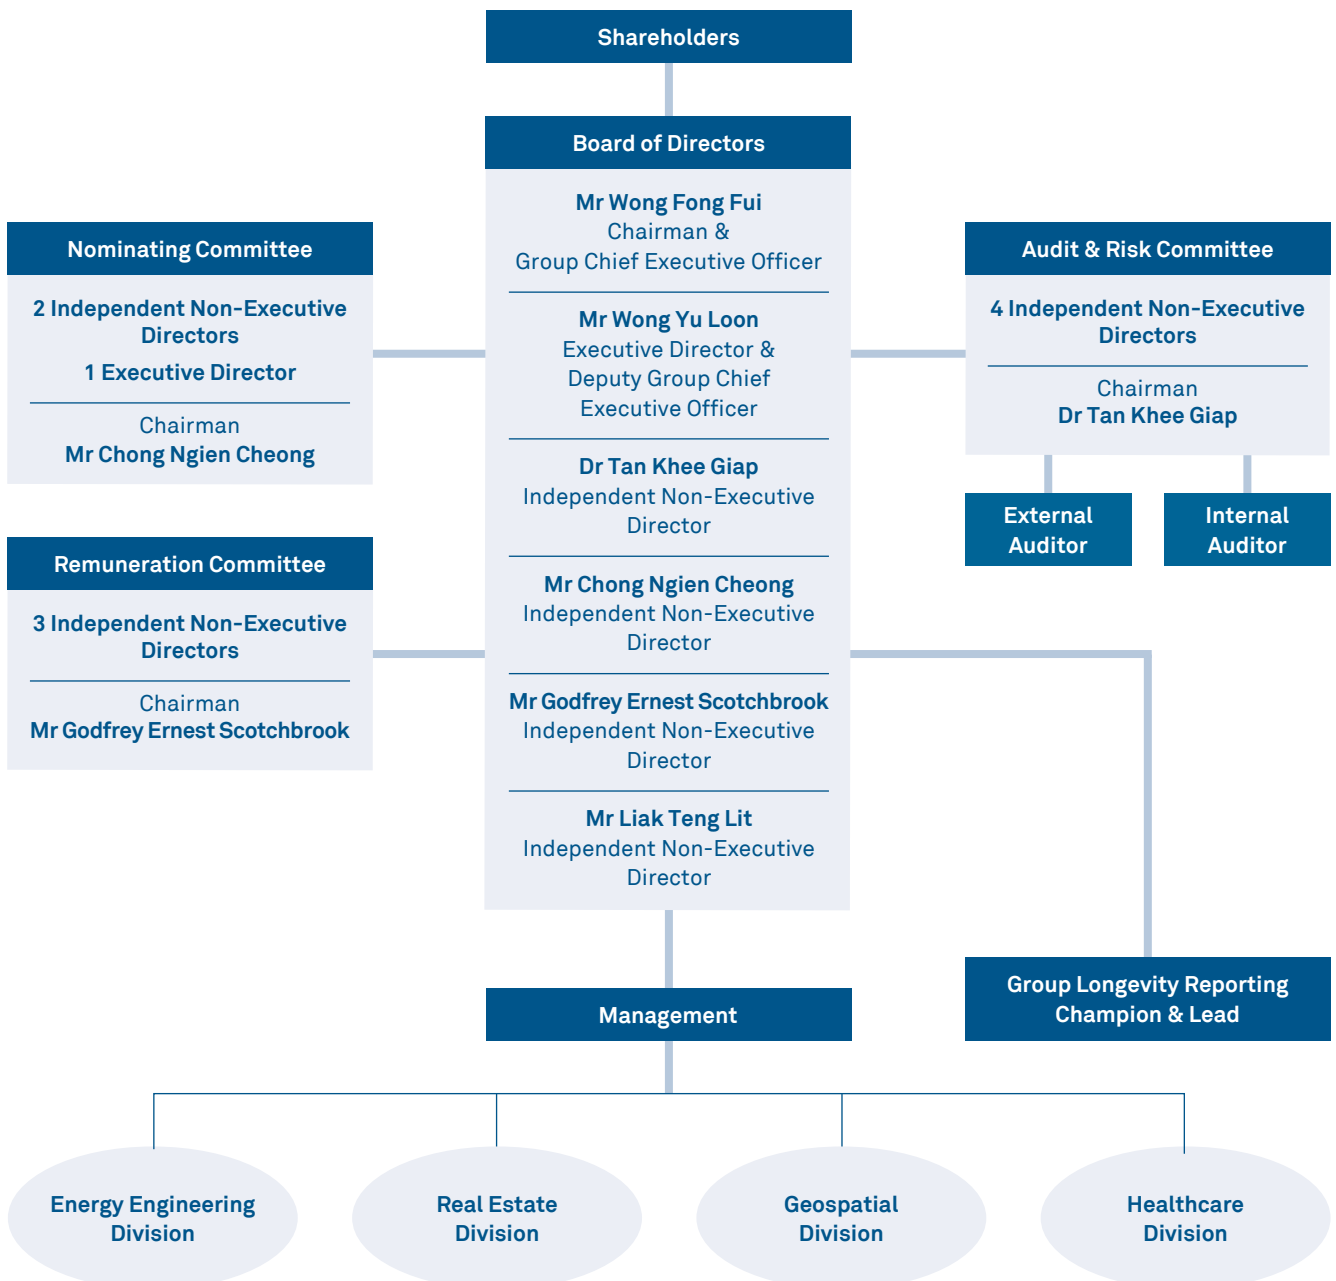 Shareholders
Board of Directors
Mr Wong Fong Fui
Chairman &
Group Chief Executive Officer
Mr Wong Yu Loon
Executive Director &
Deputy Group Chief
Executive Officer
Dr Tan Khee Giap
Independent Non-Executive
Director
Mr Chong Ngien Cheong
Independent Non-Executive
Director
Mr Godfrey Ernest Scotchbrook
Independent Non-Executive
Director
Mr Liak Teng Lit
Independent Non-Executive
Director
Nominating Committee
2 Independent Non-Executive
Directors
1 Executive Director
Chairman
Mr Chong Ngien Cheong
Remuneration Committee
3 Independent Non-Executive
Directors
Chairman
Mr Godfrey Ernest Scotchbrook
Audit & Risk Committee
4 Independent Non-Executive
Directors
Chairman
Dr Tan Khee Giap
External
Auditor
Internal
Auditor
Group Longevity Reporting
Champion & Lead
Management
Energy Engineering
Division
Real Estate
Division
Geospatial
Division
Healthcare
Division